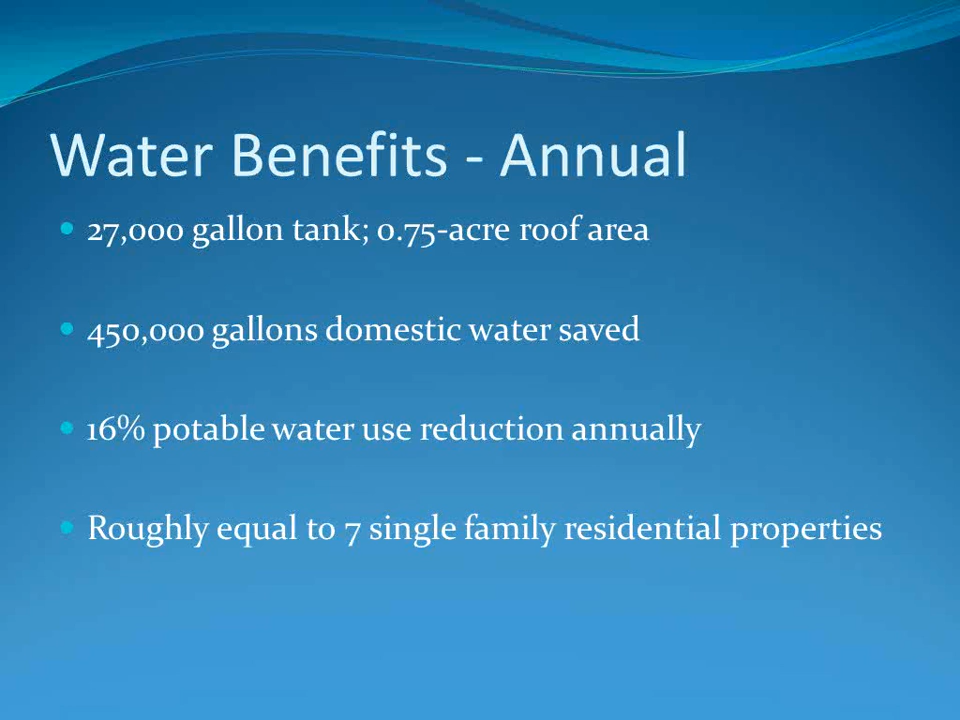 Water Benefits - Annual
• 27,000 gallon tank; 0.75-acre roof area
• 450,000 gallons domestic water saved
• 16% potable water use reduction annually
• Roughly equal to 7 single family residential properties